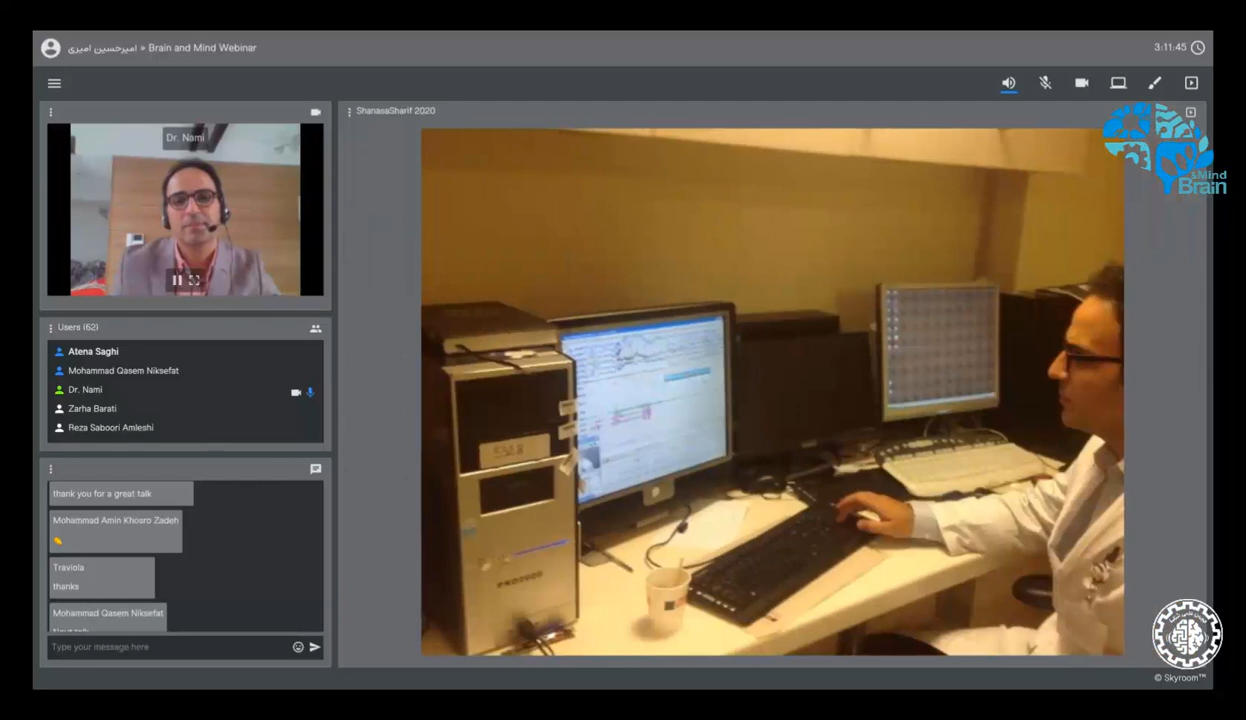 امیرحسین امیری » Brain and Mind Webinar
3:11:45
ShanasaSharif 2020
&Mind
Brain
Dr. Nami
Users (62)
Atena Saghi
Mohammad Qasem Niksefat
Dr. Nami
Zarha Barati
Reza Saboori Amleshi
thank you for a great talk
Mohammad Amin Khosro Zadeh
Traviola
thanks
Mohammad Qasem Niksefat
Type your message here
© Skyroom™